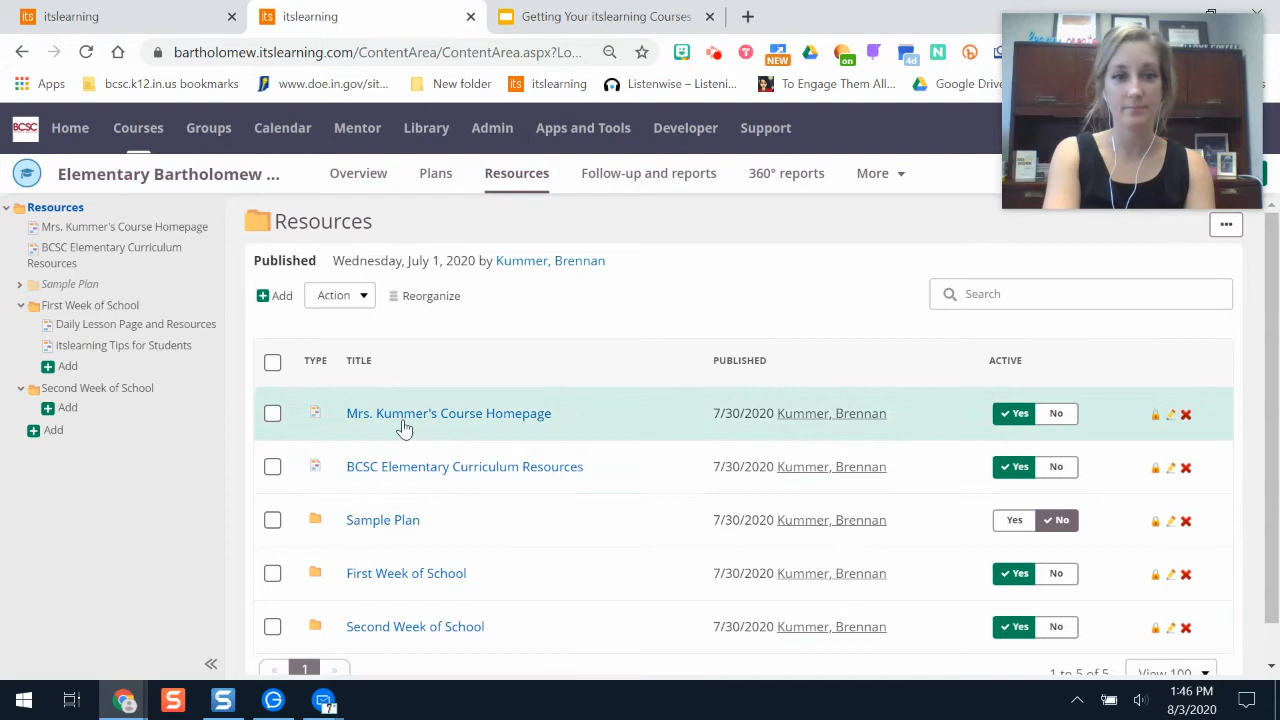 itslearning
itslearning
Getting Your itslearning Courses
bartholomew.itslearning.com/ContentArea/ContentArea.aspx?Lo...
NEW
on
4d
bcsc.k12.in.us bookmarks
www.doa.in.gov/sit...
New folder
itslearning
Listenwise – Listeni...
To Engage Them All...
Google Drive
BCSC
Home
Courses
Groups
Calendar
Mentor
Library
Admin
Apps and Tools
Developer
Support
Elementary Bartholomew ...
Overview
Plans
Resources
Follow-up and reports
360° reports
More
Resources
Mrs. Kummer's Course Homepage
BCSC Elementary Curriculum
Resources
Sample Plan
First Week of School
Daily Lesson Page and Resources
itslearning Tips for Students
Add
Second Week of School
Add
Add
Resources
Published Wednesday, July 1, 2020 by Kummer, Brennan
Add
Action
Reorganize
Search
TYPE TITLE PUBLISHED ACTIVE
Mrs. Kummer's Course Homepage 7/30/2020 Kummer, Brennan Yes No
BCSC Elementary Curriculum Resources 7/30/2020 Kummer, Brennan Yes No
Sample Plan 7/30/2020 Kummer, Brennan Yes No
First Week of School 7/30/2020 Kummer, Brennan Yes No
Second Week of School 7/30/2020 Kummer, Brennan Yes No
« 1 »
1 to 5 of 5
View 100
1:46 PM
8/3/2020